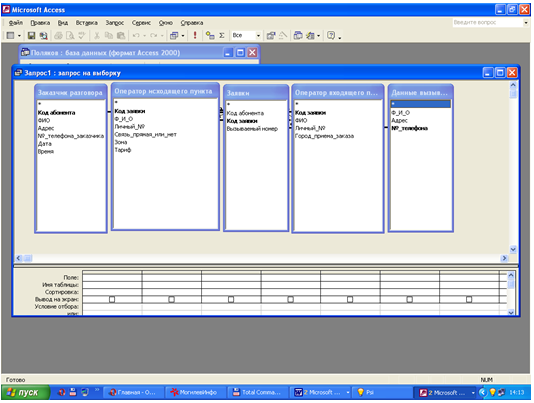 Microsoft Access
Файл Правка Вид Вставка Запрос Сервис Окно Справка
Введите вопрос
Все
Поляков : база данных (формат Access 2000)
Запрос1 : запрос на выборку
Заказчик разговора
*
Код абонента
ФИО
Адрес
№_телефона_заказчика
Дата
Время
Оператор исходящего пункта
*
Код заявки
Ф_И_О
Личный_№
Связь_прямая_или_нет
Зона
Тариф
Заявки
*
Код абонента
Код заявки
Вызываемый номер
Оператор входящего п...
*
Код заявки
ФИО
Личный_№
Город_приема_заказа
Данные вызыв...
*
Ф_И_О
Адрес
№_телефона
Поле:
Имя таблицы:
Сортировка:
Вывод на экран:
Условие отбора:
или:
Готово
NUM
пуск
Главная - О...
МогилевИнфо
Total Comma...
7 Microsoft ...
Psi
2 Microsoft ...
14:13